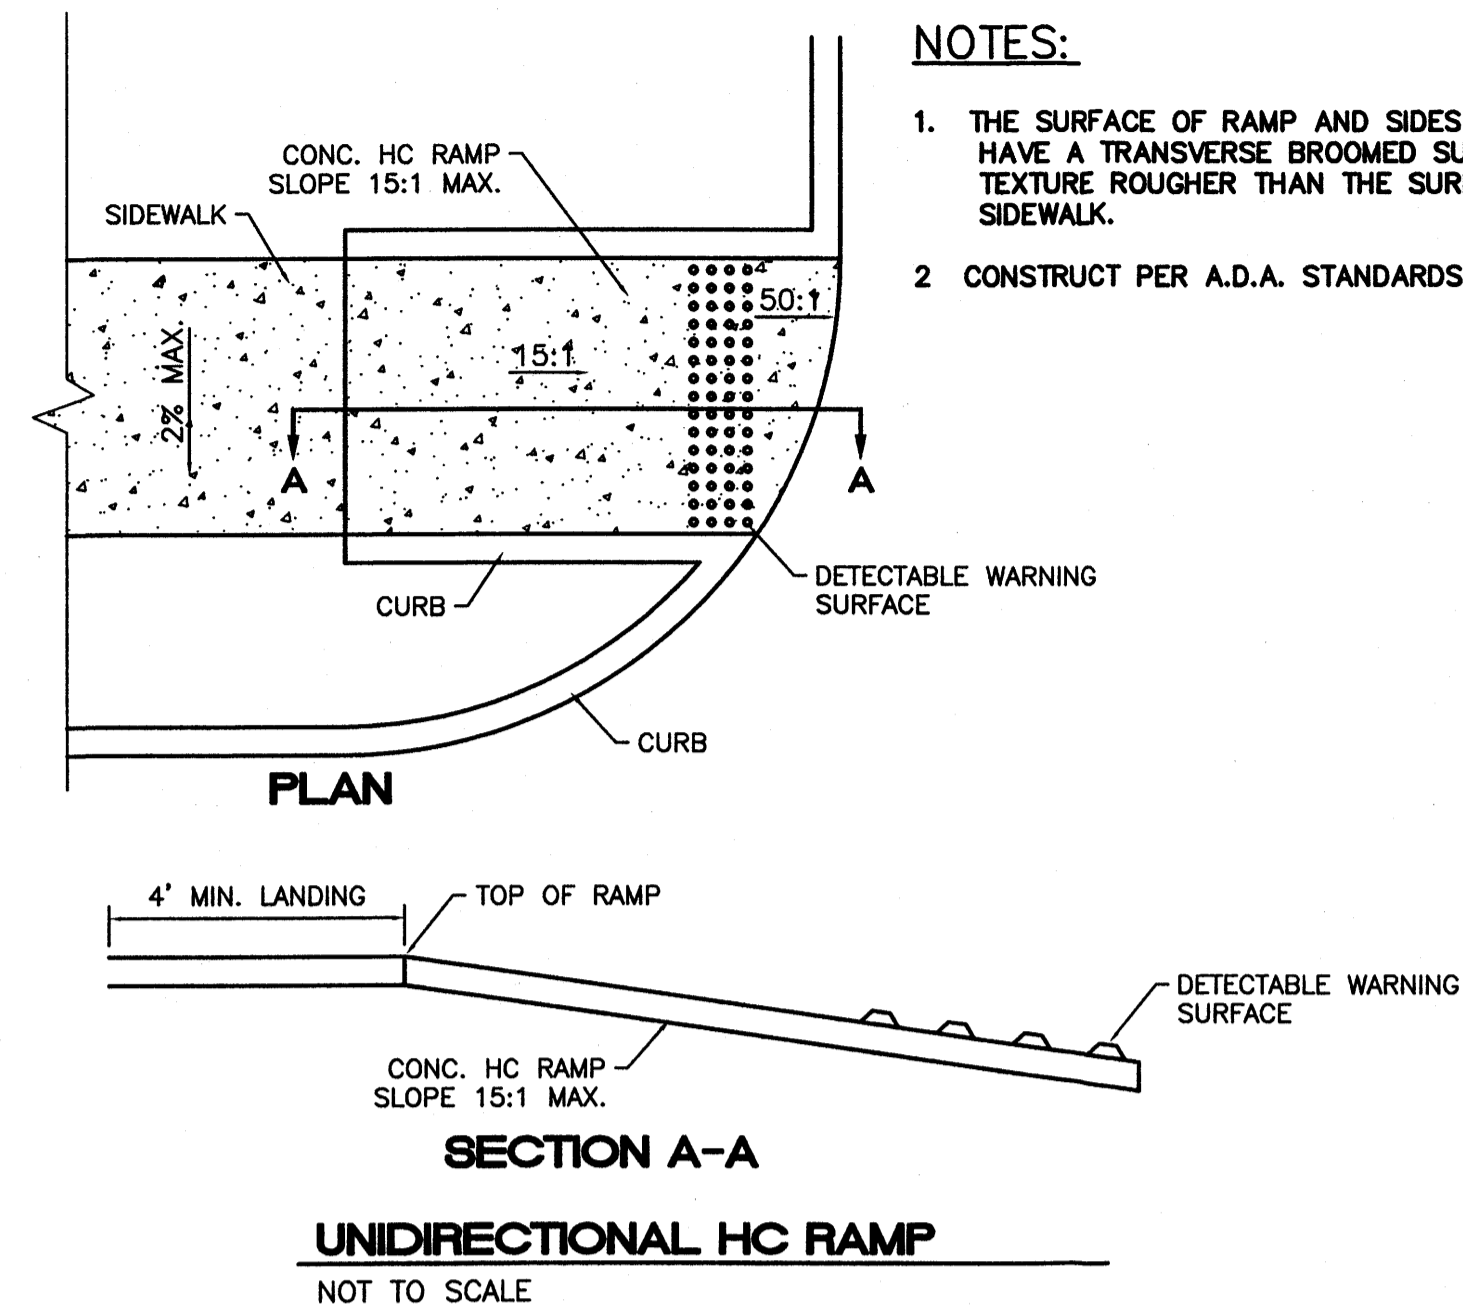 NOTES:
1. THE SURFACE OF RAMP AND SIDES
HAVE A TRANSVERSE BROOMED SU
TEXTURE ROUGHER THAN THE SUR
SIDEWALK.
2 CONSTRUCT PER A.D.A. STANDARDS
CONC. HC RAMP
SLOPE 15:1 MAX.
SIDEWALK
50:1
15:1
2% MAX.
A
A
DETECTABLE WARNING
SURFACE
CURB
CURB
PLAN
4' MIN. LANDING
TOP OF RAMP
DETECTABLE WARNING
SURFACE
CONC. HC RAMP
SLOPE 15:1 MAX.
SECTION A-A
UNIDIRECTIONAL HC RAMP
NOT TO SCALE